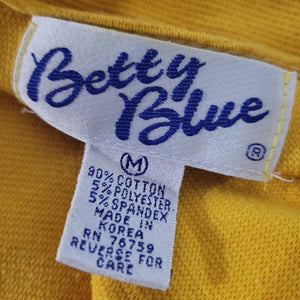 Betty
Blue
®
M
90% COTTON
5% POLYESTER
5% SPANDEX
MADE IN
KOREA
RN 76759
REVERSE FOR
CARE